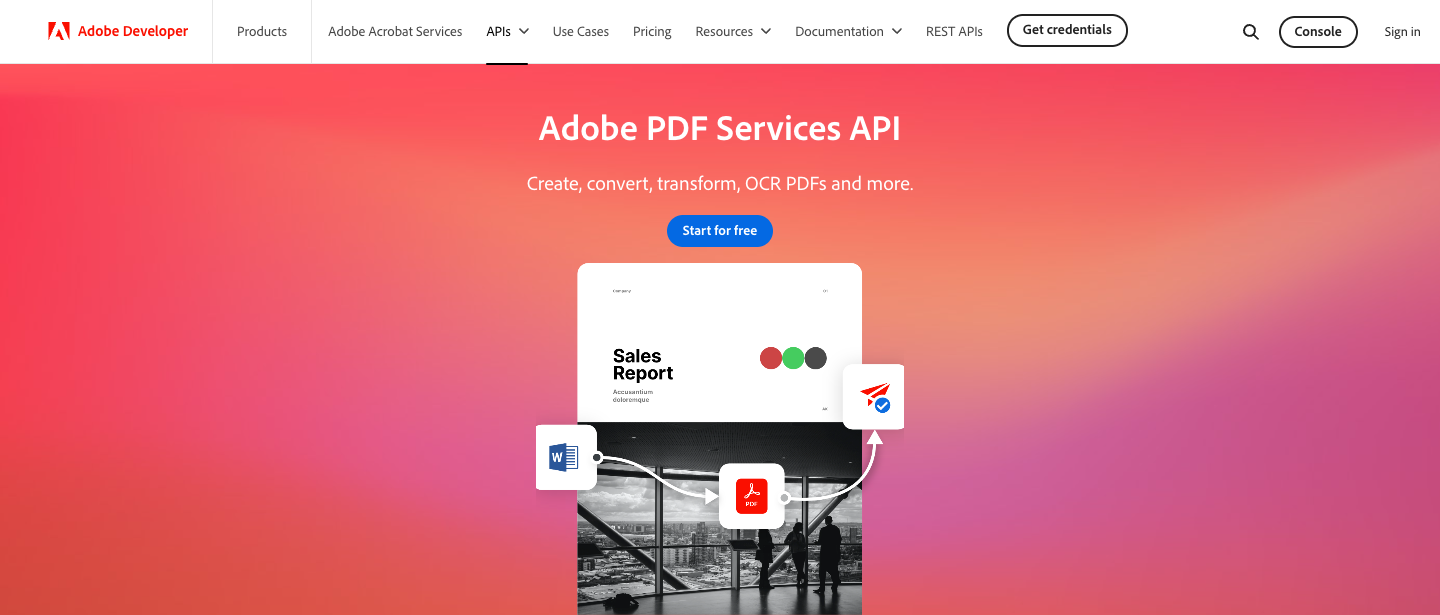 Adobe Developer
Products
Adobe Acrobat Services
APIs
Use Cases
Pricing
Resources
Documentation
REST APIs
Get credentials
Console
Sign in
Adobe PDF Services API
Create, convert, transform, OCR PDFs and more.
Start for free
Company
Sales
Report
Accusantium
doloremque
W
PDF